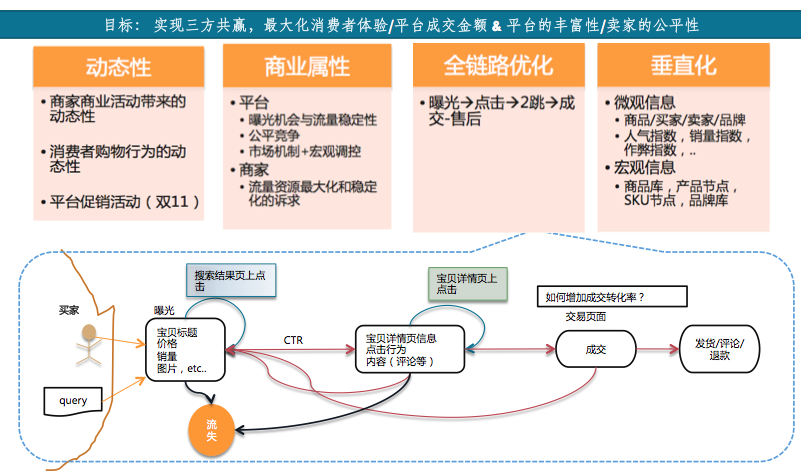 目标： 实现三方共赢，最大化消费者体验/平台成交金额 & 平台的丰富性/卖家的公平性
动态性
• 商家商业活动带来的
动态性
• 消费者购物行为的动
态性
• 平台促销活动（双11）
商业属性
• 平台
• 曝光机会与流量稳定性
• 公平竞争
• 市场机制+宏观调控
• 商家
• 流量资源最大化和稳定
化的诉求
全链路优化
• 曝光→点击→2跳→成
交-售后
垂直化
• 微观信息
• 商品/买家/卖家/品牌
• 人气指数，销量指数，
作弊指数，..
• 宏观信息
• 商品库，产品节点，
SKU节点，品牌库
搜索结果页上点
击
宝贝详情页上
点击
如何增加成交转化率？
交易页面
买家
曝光
宝贝标题
价格
销量
图片，etc..
CTR
宝贝详情页信息
点击行为
内容（评论等）
成交
发货/评论/
退款
query
流
失